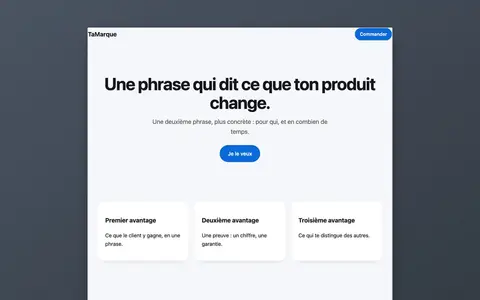 TaMarque
Commander
Une phrase qui dit ce que ton produit
change.
Une deuxième phrase, plus concrète : pour qui, et en combien de
temps.
Je le veux
Premier avantage
Ce que le client y gagne, en une
phrase.
Deuxième avantage
Une preuve : un chiffre, une
garantie.
Troisième avantage
Ce qui te distingue des autres.